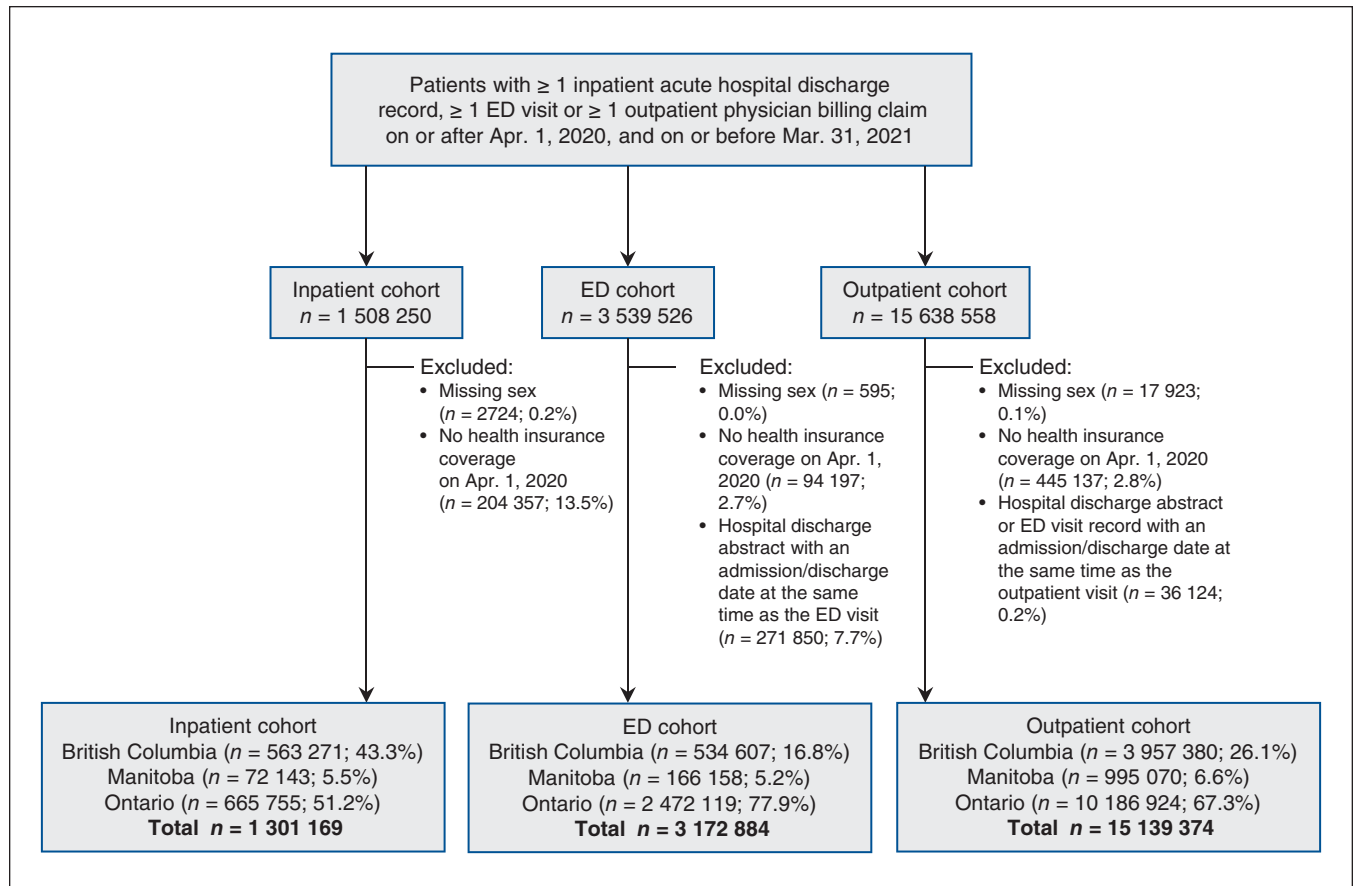 Patients with ≥ 1 inpatient acute hospital discharge
record, ≥ 1 ED visit or ≥ 1 outpatient physician billing claim
on or after Apr. 1, 2020, and on or before Mar. 31, 2021
Inpatient cohort
n = 1 508 250
ED cohort
n = 3 539 526
Outpatient cohort
n = 15 638 558
Excluded:
• Missing sex
(n = 2724; 0.2%)
• No health insurance
coverage
on Apr. 1, 2020
(n = 204 357; 13.5%)
Excluded:
• Missing sex (n = 595;
0.0%)
• No health insurance
coverage on Apr. 1,
2020 (n = 94 197;
2.7%)
• Hospital discharge
abstract with an
admission/discharge
date at the same
time as the ED visit
(n = 271 850; 7.7%)
Excluded:
• Missing sex (n = 17 923;
0.1%)
• No health insurance
coverage on Apr. 1, 2020
(n = 445 137; 2.8%)
• Hospital discharge abstract
or ED visit record with an
admission/discharge date at
the same time as the
outpatient visit (n = 36 124;
0.2%)
Inpatient cohort
British Columbia (n = 563 271; 43.3%)
Manitoba (n = 72 143; 5.5%)
Ontario (n = 665 755; 51.2%)
Total n = 1 301 169
ED cohort
British Columbia (n = 534 607; 16.8%)
Manitoba (n = 166 158; 5.2%)
Ontario (n = 2 472 119; 77.9%)
Total n = 3 172 884
Outpatient cohort
British Columbia (n = 3 957 380; 26.1%)
Manitoba (n = 995 070; 6.6%)
Ontario (n = 10 186 924; 67.3%)
Total n = 15 139 374